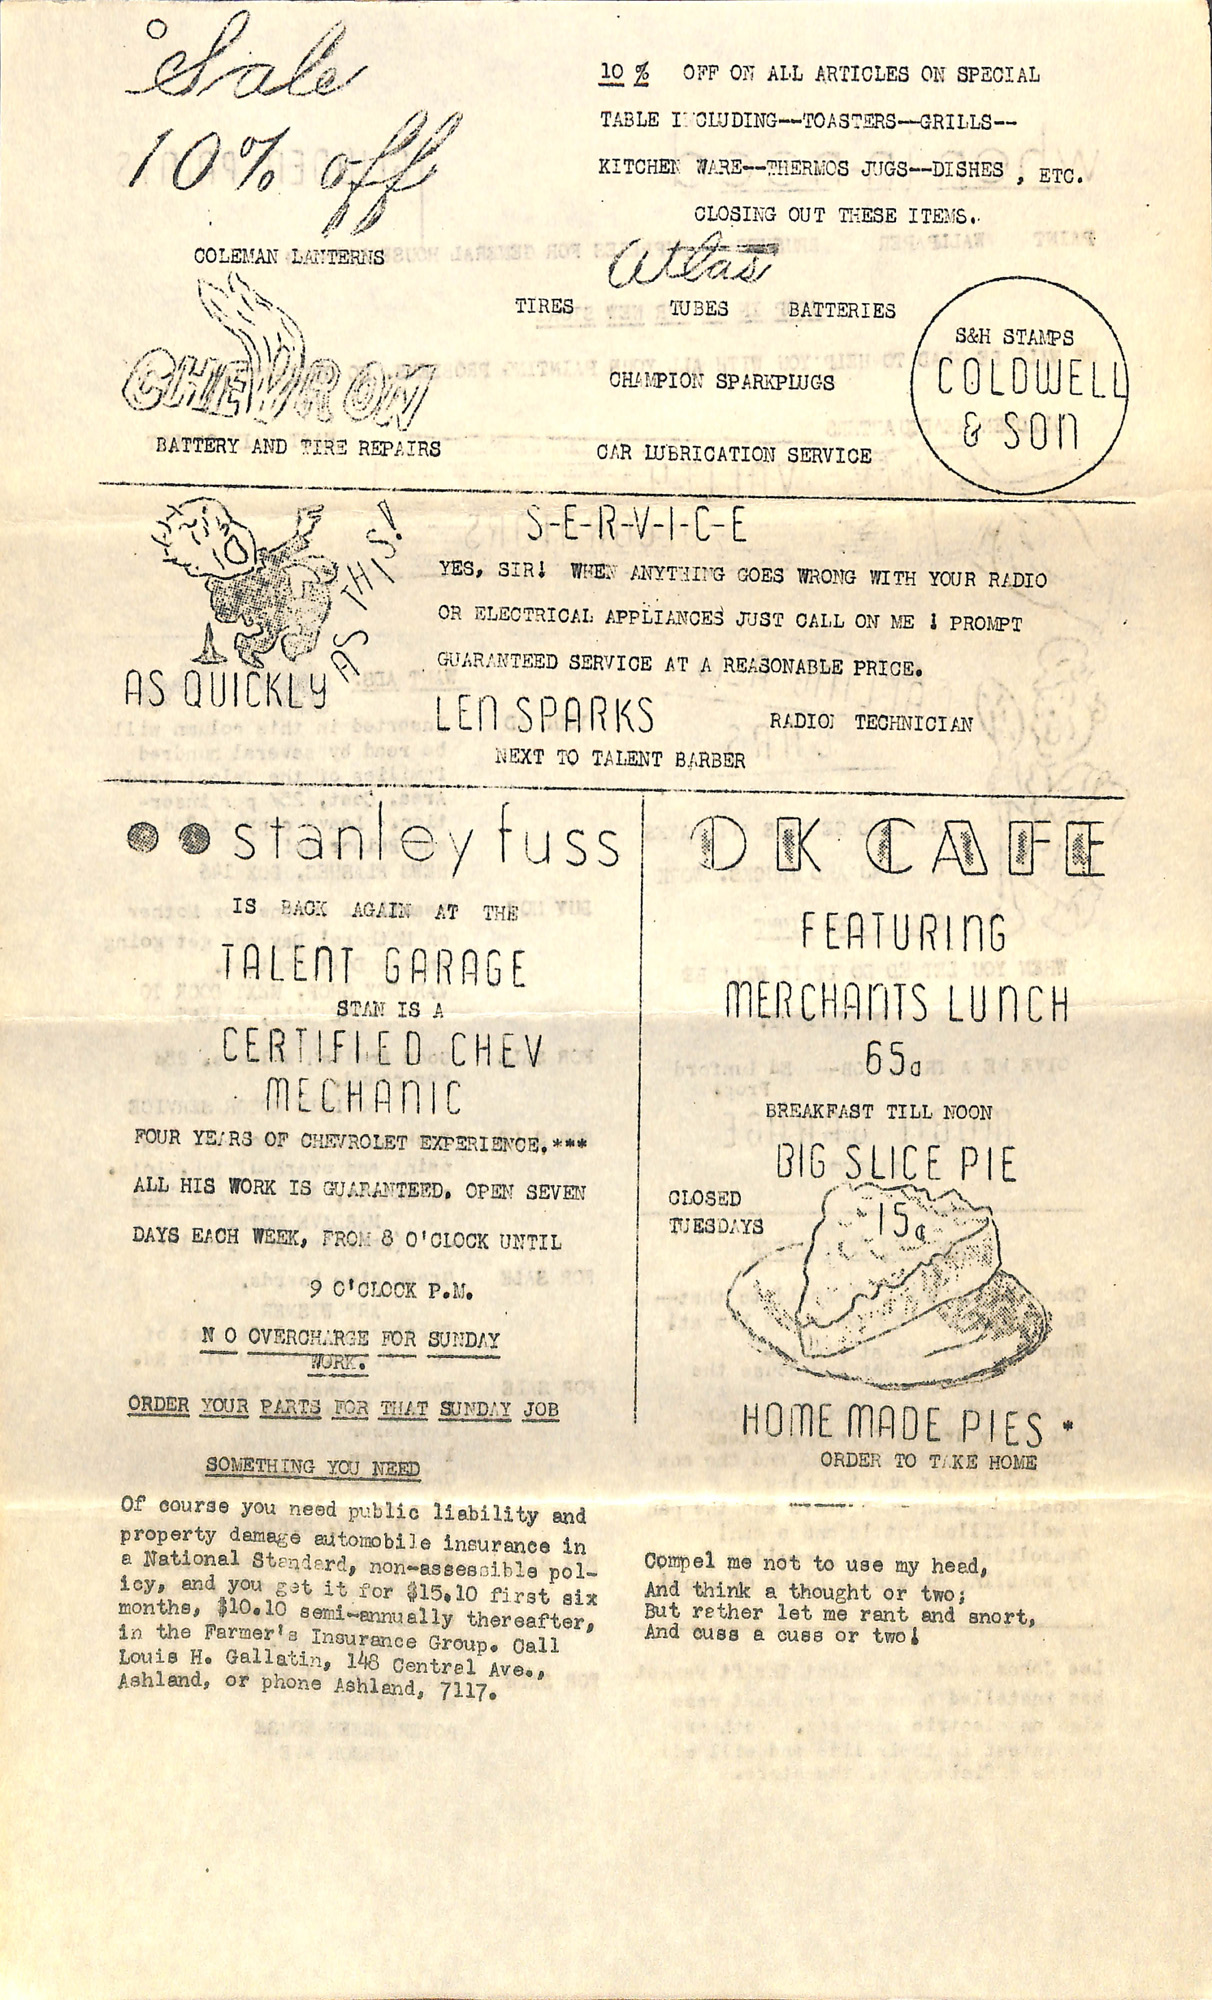 Sale
10% off
10 % OFF ON ALL ARTICLES ON SPECIAL
TABLE INCLUDING--TOASTERS--GRILLS--
KITCHEN WARE--THERMOS JUGS--DISHES , ETC.
CLOSING OUT THESE ITEMS.
COLEMAN LANTERNS
Atlas
TIRES TUBES BATTERIES
CHEVRON
CHAMPION SPARKPLUGS
S&H STAMPS
COLDWELL
& SON
BATTERY AND TIRE REPAIRS
CAR LUBRICATION SERVICE
AS QUICKLY
AS THIS!
S-E-R-V-I-C-E
YES, SIR! WHEN ANYTHING GOES WRONG WITH YOUR RADIO
OR ELECTRICAL APPLIANCES JUST CALL ON ME ! PROMPT
GUARANTEED SERVICE AT A REASONABLE PRICE.
LEN SPARKS RADIO TECHNICIAN
NEXT TO TALENT BARBER
stanley fuss
IS BACK AGAIN AT THE
TALENT GARAGE
STAN IS A
CERTIFIED CHEV
MECHANIC
FOUR YEARS OF CHEVROLET EXPERIENCE.***
ALL HIS WORK IS GUARANTEED. OPEN SEVEN
DAYS EACH WEEK, FROM 8 O'CLOCK UNTIL
9 O'CLOCK P.M.
N O OVERCHARGE FOR SUNDAY
WORK.
ORDER YOUR PARTS FOR THAT SUNDAY JOB
DK CAFE
FEATURING
MERCHANTS LUNCH
65¢
BREAKFAST TILL NOON
BIG SLICE PIE
15¢
CLOSED
TUESDAYS
HOME MADE PIES *
ORDER TO TAKE HOME
SOMETHING YOU NEED
Of course you need public liability and
property damage automobile insurance in
a National Standard, non-assessible pol-
icy, and you get it for $15.10 first six
months, $10.10 semi-annually thereafter,
in the Farmer's Insurance Group. Call
Louis H. Gallatin, 148 Central Ave.,
Ashland, or phone Ashland, 7117.
Compel me not to use my head,
And think a thought or two;
But rather let me rant and snort,
And cuss a cuss or two!